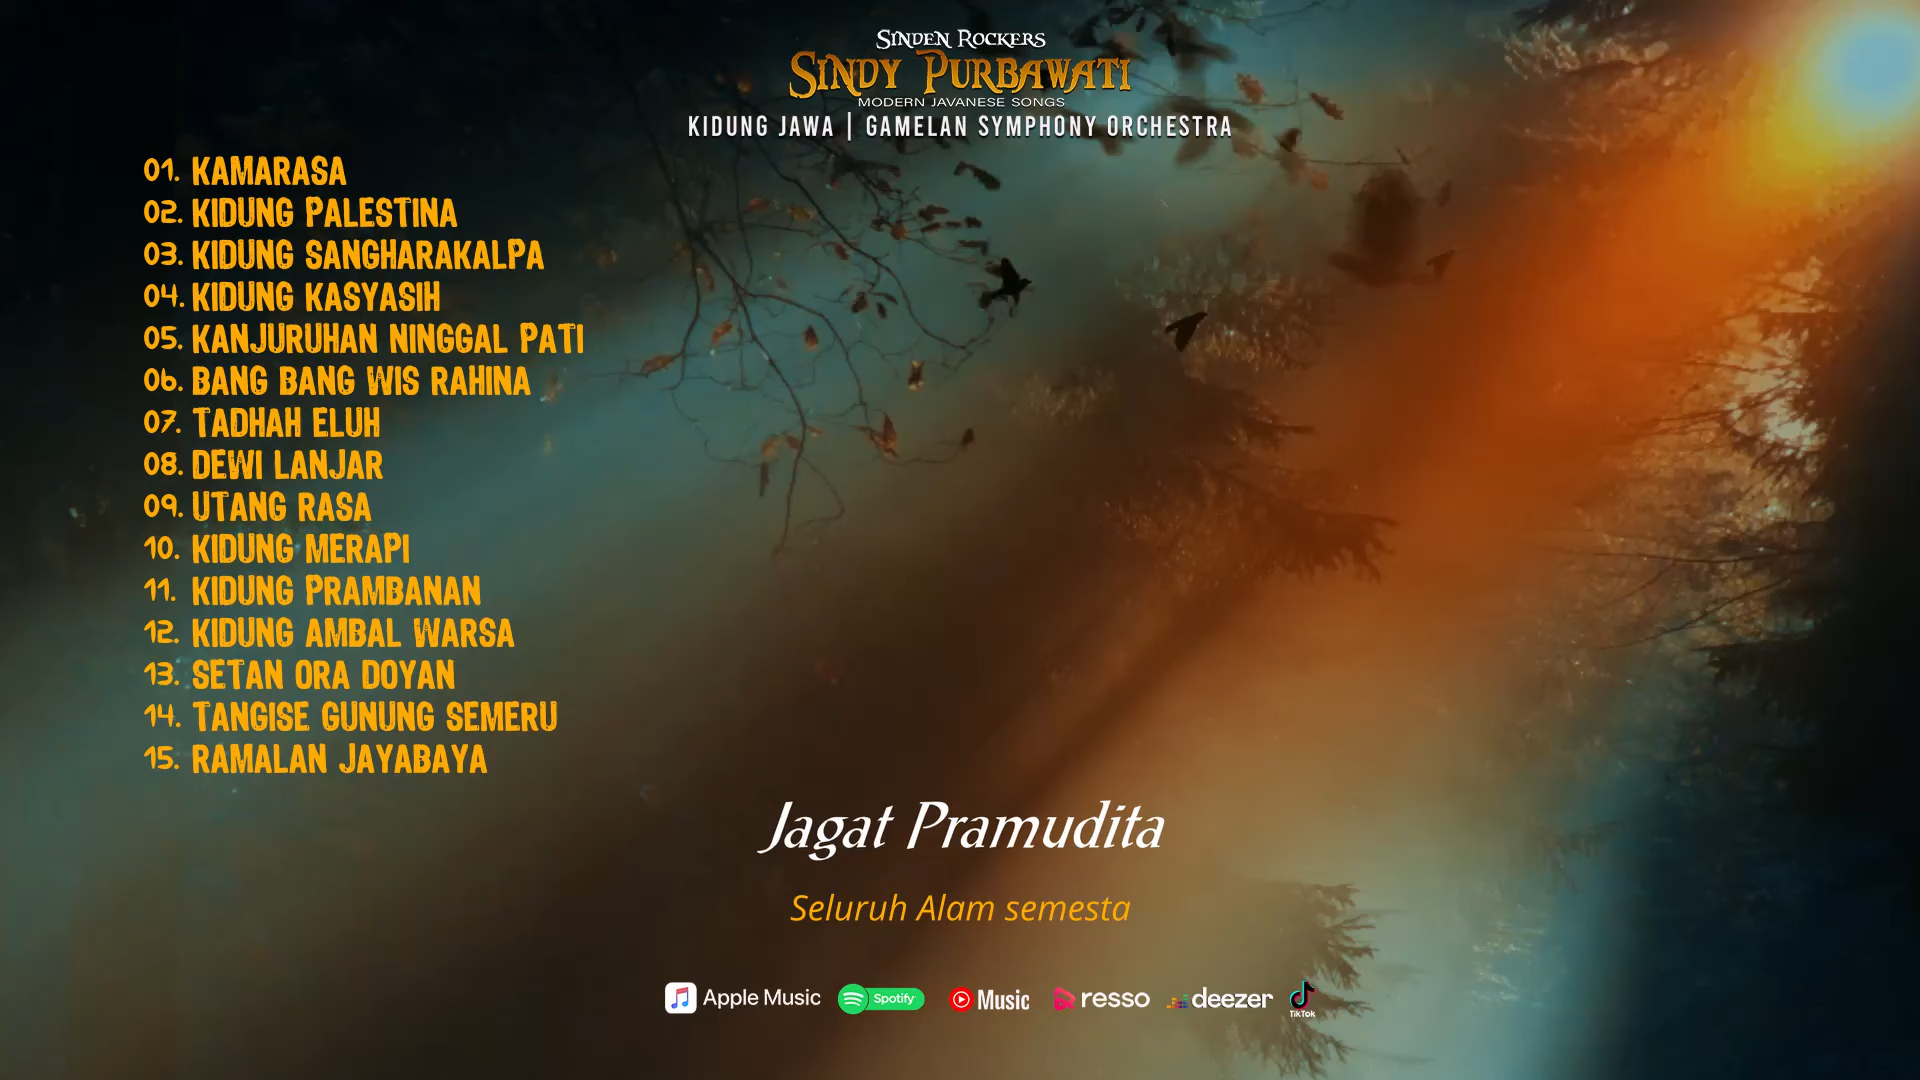 SINDEN ROCKERS
SINDY PURBAWATI
MODERN JAVANESE SONGS
KIDUNG JAWA | GAMELAN SYMPHONY ORCHESTRA
01. KAMARASA
02. KIDUNG PALESTINA
03. KIDUNG SANGHARAKALPA
04. KIDUNG KASYASIH
05. KANJURUHAN NINGGAL PATI
06. BANG BANG WIS RAHINA
07. TADHAH ELUH
08. DEWI LANJAR
09. UTANG RASA
10. KIDUNG MERAPI
11. KIDUNG PRAMBANAN
12. KIDUNG AMBAL WARSA
13. SETAN ORA DOYAN
14. TANGISE GUNUNG SEMERU
15. RAMALAN JAYABAYA
Jagat Pramudita
Seluruh Alam semesta
Apple Music Spotify Music resso deezer TikTok